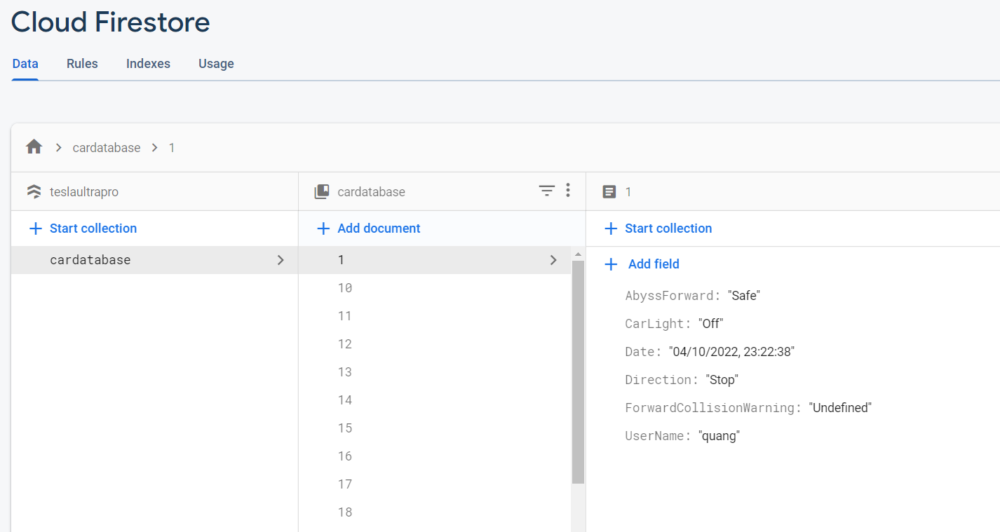 Cloud Firestore
Data Rules Indexes Usage
cardatabase 1
teslaultrapro
Start collection
cardatabase
cardatabase
Add document
1
10
11
12
13
14
15
16
17
18
1
Start collection
Add field
AbyssForward: "Safe"
CarLight: "Off"
Date: "04/10/2022, 23:22:38"
Direction: "Stop"
ForwardCollisionWarning: "Undefined"
UserName: "quang"